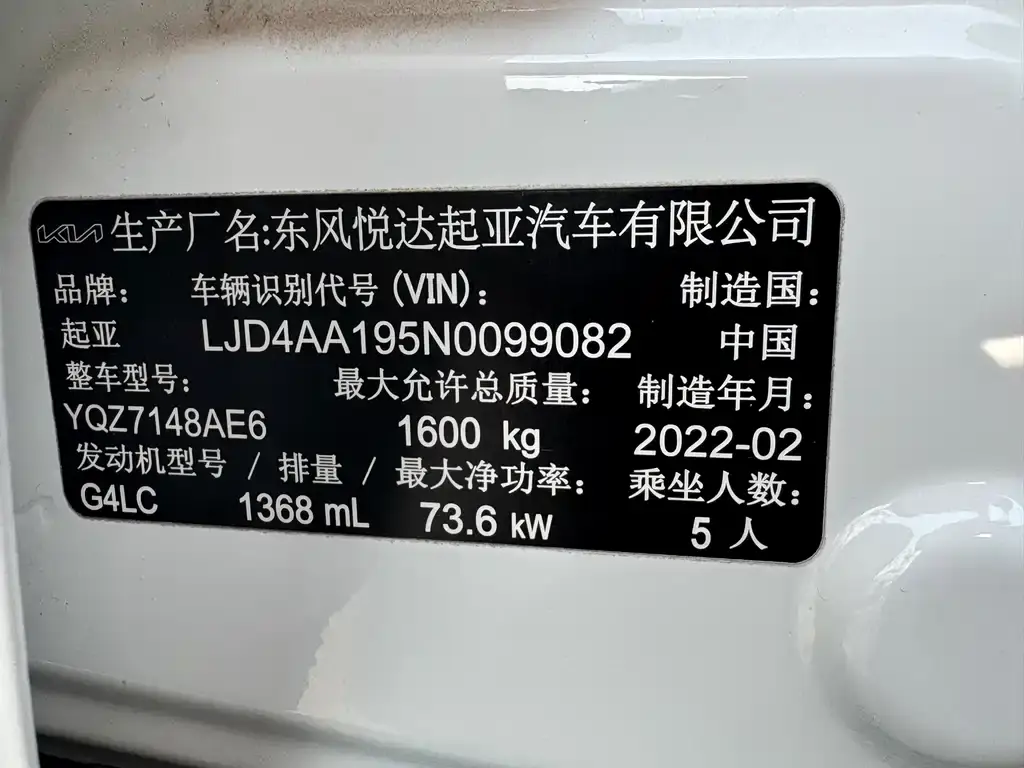 KIA 生产厂名:东风悦达起亚汽车有限公司
品牌: 车辆识别代号(VIN): 制造国:
起亚 LJD4AA195N0099082 中国
整车型号: 最大允许总质量: 制造年月:
YQZ7148AE6 1600 kg 2022-02
发动机型号 / 排量 / 最大净功率: 乘坐人数:
G4LC 1368 mL 73.6 kW 5 人